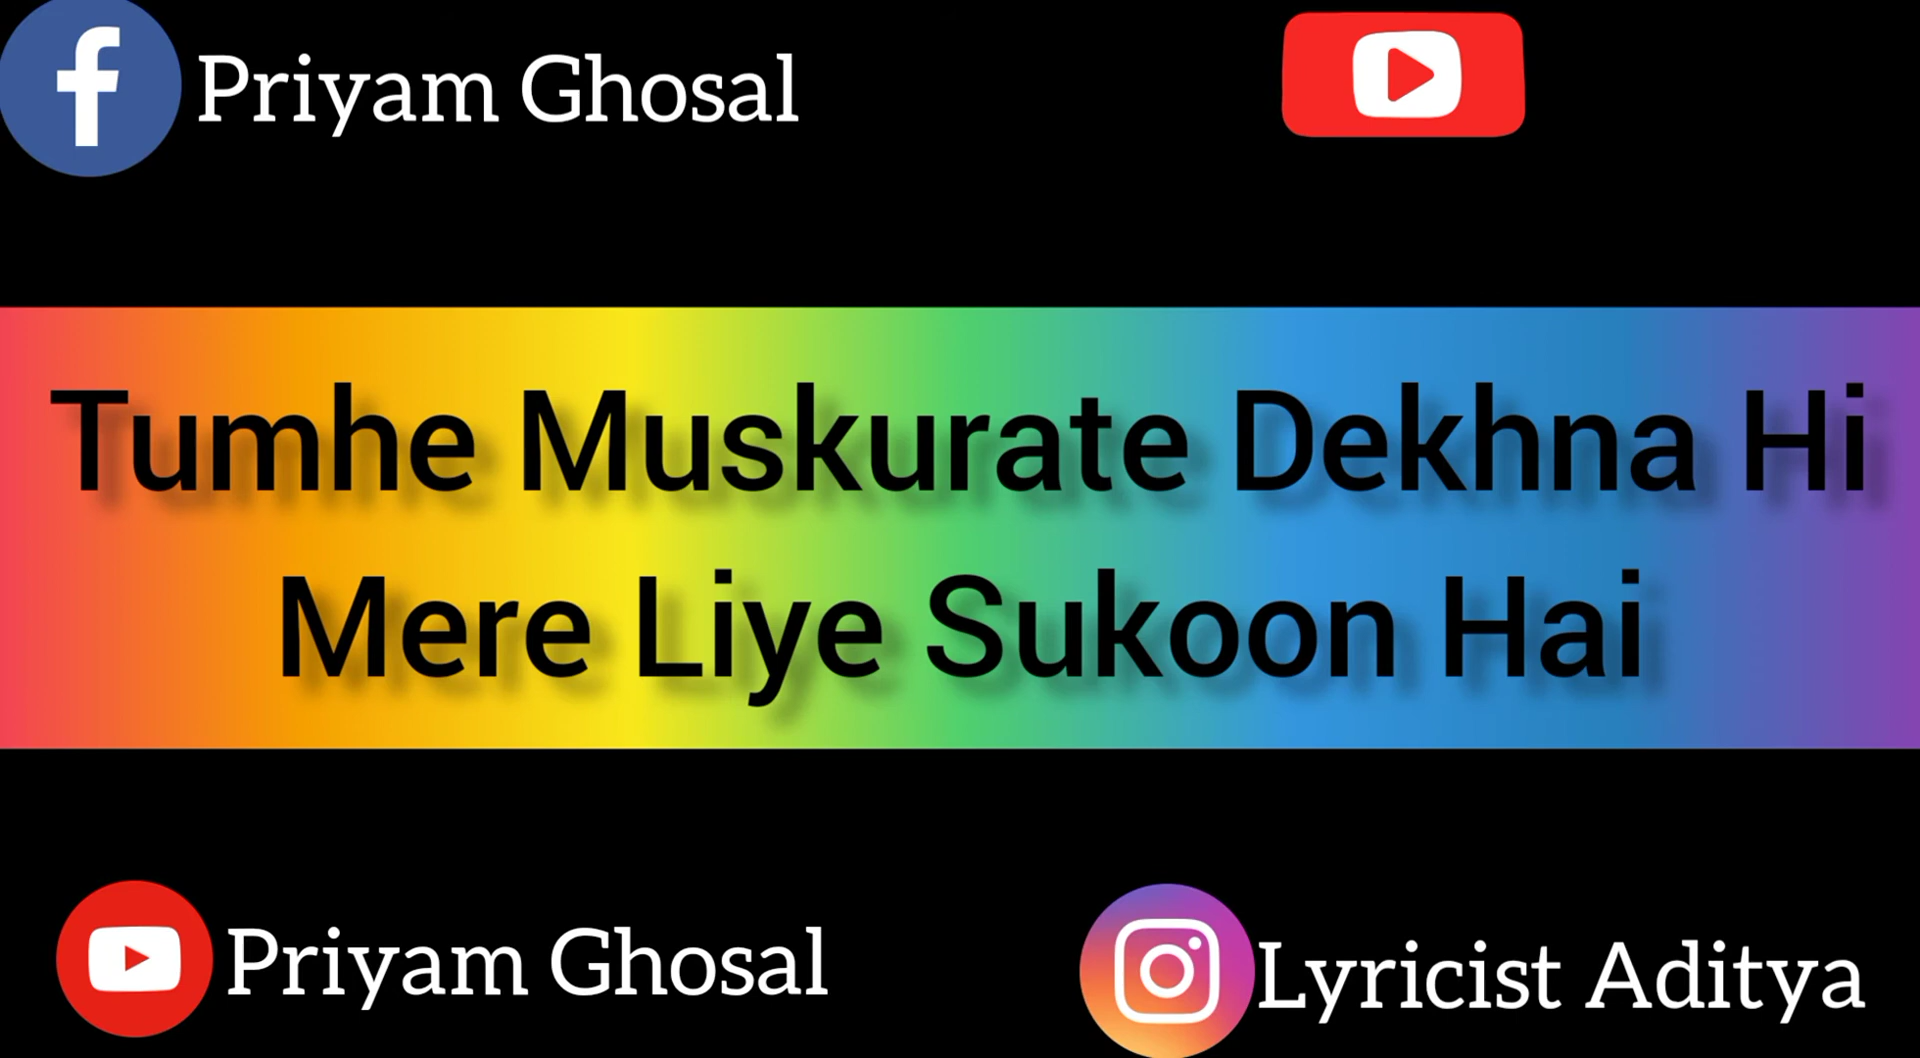 Priyam Ghosal
Tumhe Muskurate Dekhna Hi
Mere Liye Sukoon Hai
Priyam Ghosal
Lyricist Aditya